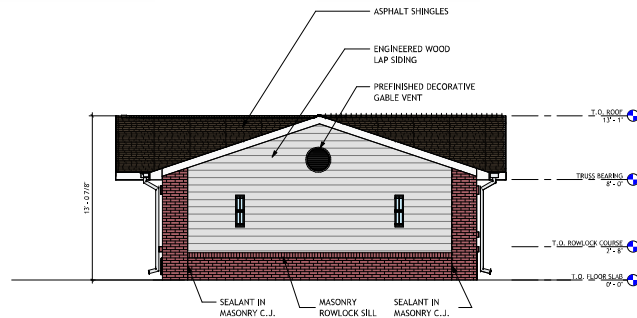 ASPHALT SHINGLES
ENGINEERED WOOD
LAP SIDING
PREFINISHED DECORATIVE
GABLE VENT
T.O. ROOF
13' - 1"
TRUSS BEARING
8' - 0"
13' - 0 7/8"
T.O. ROWLOCK COURSE
2' - 8"
T.O. FLOOR SLAB
0' - 0"
SEALANT IN
MASONRY C.J.
MASONRY
ROWLOCK SILL
SEALANT IN
MASONRY C.J.